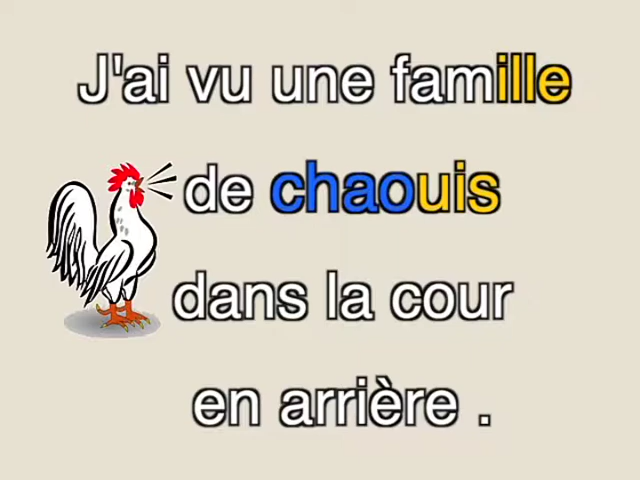 J'ai vu une famille
de chaouis
dans la cour
en arrière .